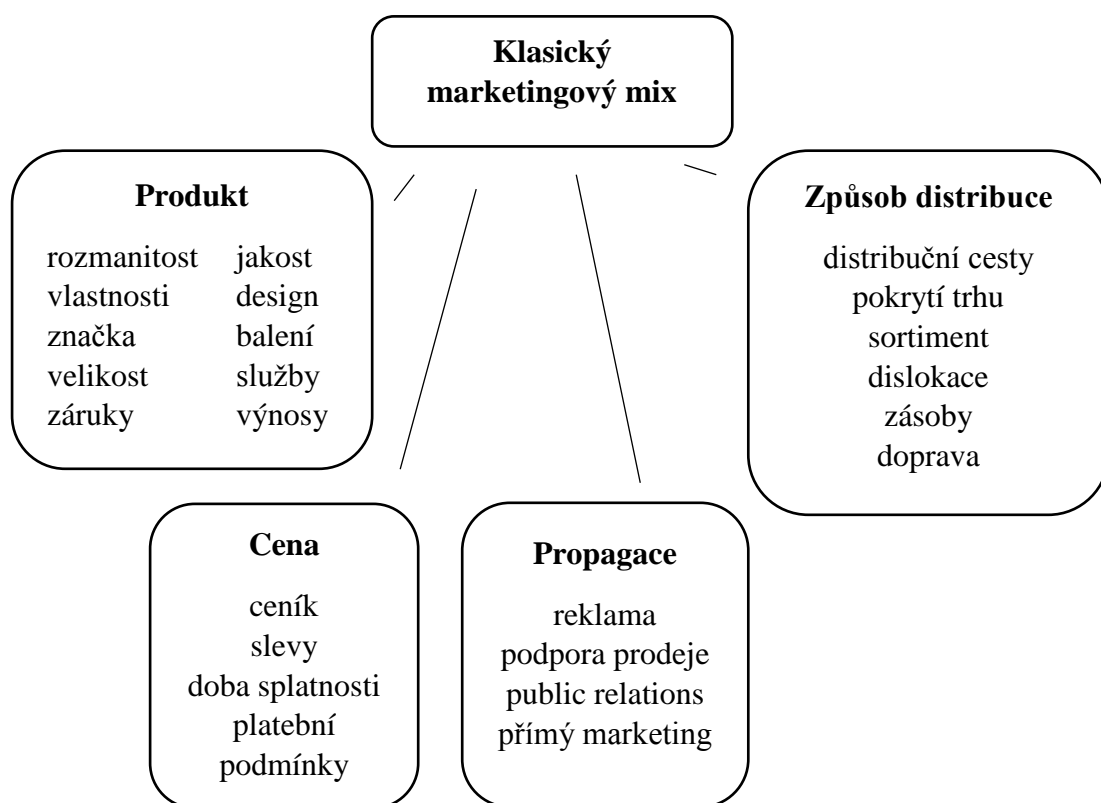 Klasický
marketingový mix
Produkt
rozmanitost jakost
vlastnosti design
značka balení
velikost služby
záruky výnosy
Způsob distribuce
distribuční cesty
pokrytí trhu
sortiment
dislokace
zásoby
doprava
Cena
ceník
slevy
doba splatnosti
platební
podmínky
Propagace
reklama
podpora prodeje
public relations
přímý marketing